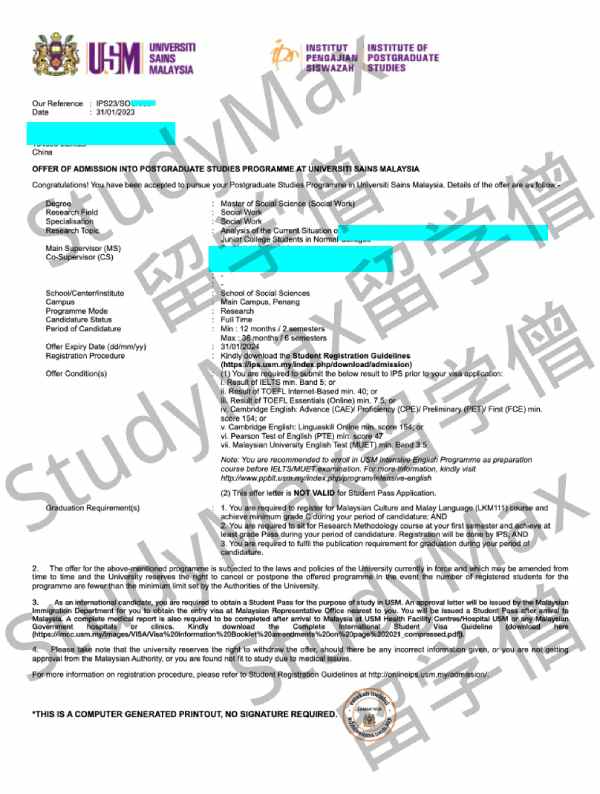 USM UNIVERSITI
SAINS
MALAYSIA
ips INSTITUT
PENGAJIAN
SISWAZAH
INSTITUTE OF
POSTGRADUATE
STUDIES
Our Reference : IPS23/SO
Date : 31/01/2023
China
OFFER OF ADMISSION INTO POSTGRADUATE STUDIES PROGRAMME AT UNIVERSITI SAINS MALAYSIA
Congratulations! You have been accepted to pursue your Postgraduate Studies Programme in Universiti Sains Malaysia. Details of the offer are as follow:-
Degree : Master of Social Science (Social Work)
Research Field : Social Work
Specialisation : Social Work
Research Topic : Analysis of the Current Situation of
Junior College Students in Normal
Main Supervisor (MS) :
Co-Supervisor (CS) :
: -
: -
School/Center/Institute : School of Social Sciences
Campus : Main Campus, Penang
Programme Mode : Research
Candidature Status : Full Time
Period of Candidature : Min : 12 months / 2 semesters
Max : 36 months / 6 semesters
Offer Expiry Date (dd/mm/yy) : 31/01/2024
Registration Procedure : Kindly download the Student Registration Guidelines
(https://ips.usm.my/index.php/download/admission)
Offer Condition(s) : (1) You are required to submit the below result to IPS prior to your visa application:
i. Result of IELTS min. Band 5; or
ii. Result of TOEFL Internet-Based min. 40; or
iii. Result of TOEFL Essentials (Online) min. 7.5; or
iv. Cambridge English: Advance (CAE)/ Proficiency (CPE)/ Preliminary (PET)/ First (FCE) min.
score 154; or
v. Cambridge English: Linguaskill Online min. score 154; or
vi. Pearson Test of English (PTE) min. score 47
vii. Malaysian University English Test (MUET) min. Band 3.5
Note: You are recommended to enroll in USM Intensive English Programme as preparation
course before IELTS/MUET examination. For more information, kindly visit
http://www.ppblt.usm.my/index.php/program/intensive-english
(2) This offer letter is NOT VALID for Student Pass Application.
Graduation Requirement(s) : 1. You are required to register for Malaysian Culture and Malay Language (LKM111) course and
achieve minimum grade C during your period of candidature; AND
2. You are required to sit for Research Methodology course at your first semester and achieve at
least grade Pass during your period of candidature. Registration will be done by IPS; AND
3. You are required to fulfil the publication requirement for graduation during your period of
candidature.
2. The offer for the above-mentioned programme is subjected to the laws and policies of the University currently in force and which may be amended from
time to time and the University reserves the right to cancel or postpone the offered programme in the event the number of registered students for the
programme are fewer than the minimum limit set by the Authorities of the University.
3. As an international candidate, you are required to obtain a Student Pass for the purpose of study in USM. An approval letter will be issued by the Malaysian
Immigration Department for you to obtain the entry visa at Malaysian Representative Office nearest to you. You will be issued a Student Pass after arrival to
Malaysia. A complete medical report is also required to be completed after arrival to Malaysia at USM Health Facility Centres/Hospital USM or any Malaysian
Government hospitals or clinics. Kindly download the Complete International Student Visa Guideline (download here
(https://imcc.usm.my/images/VISA/Visa%20Information%20Booklet%20amendments%20on%20page%202021_compressed.pdf)).
4. Please take note that the university reserves the right to withdraw the offer, should there be any incorrect information given, or you are not getting
approval from the Malaysian Authority, or you are found not fit to study due to medical issues.
For more information on registration procedure, please refer to Student Registration Guidelines at http://onlineips.usm.my/admission/.
*THIS IS A COMPUTER GENERATED PRINTOUT, NO SIGNATURE REQUIRED.
StudyMax
留学僧
StudyMax
留学僧
StudyMax
留学僧
StudyMax
留学僧